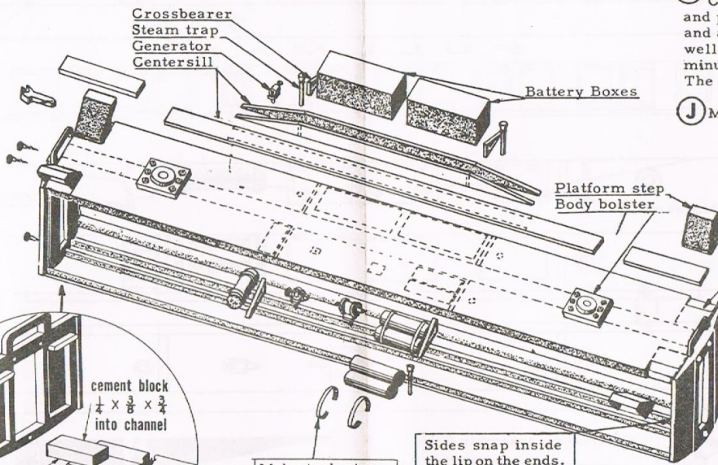 Crossbearer
Steam trap
Generator
Centersill
Battery Boxes
and
and
well
minu
The
J M
Platform step
Body bolster
cement block
1/4 x 3/8 x 3/4
into channel
Sides snap inside
the lip on the ends.